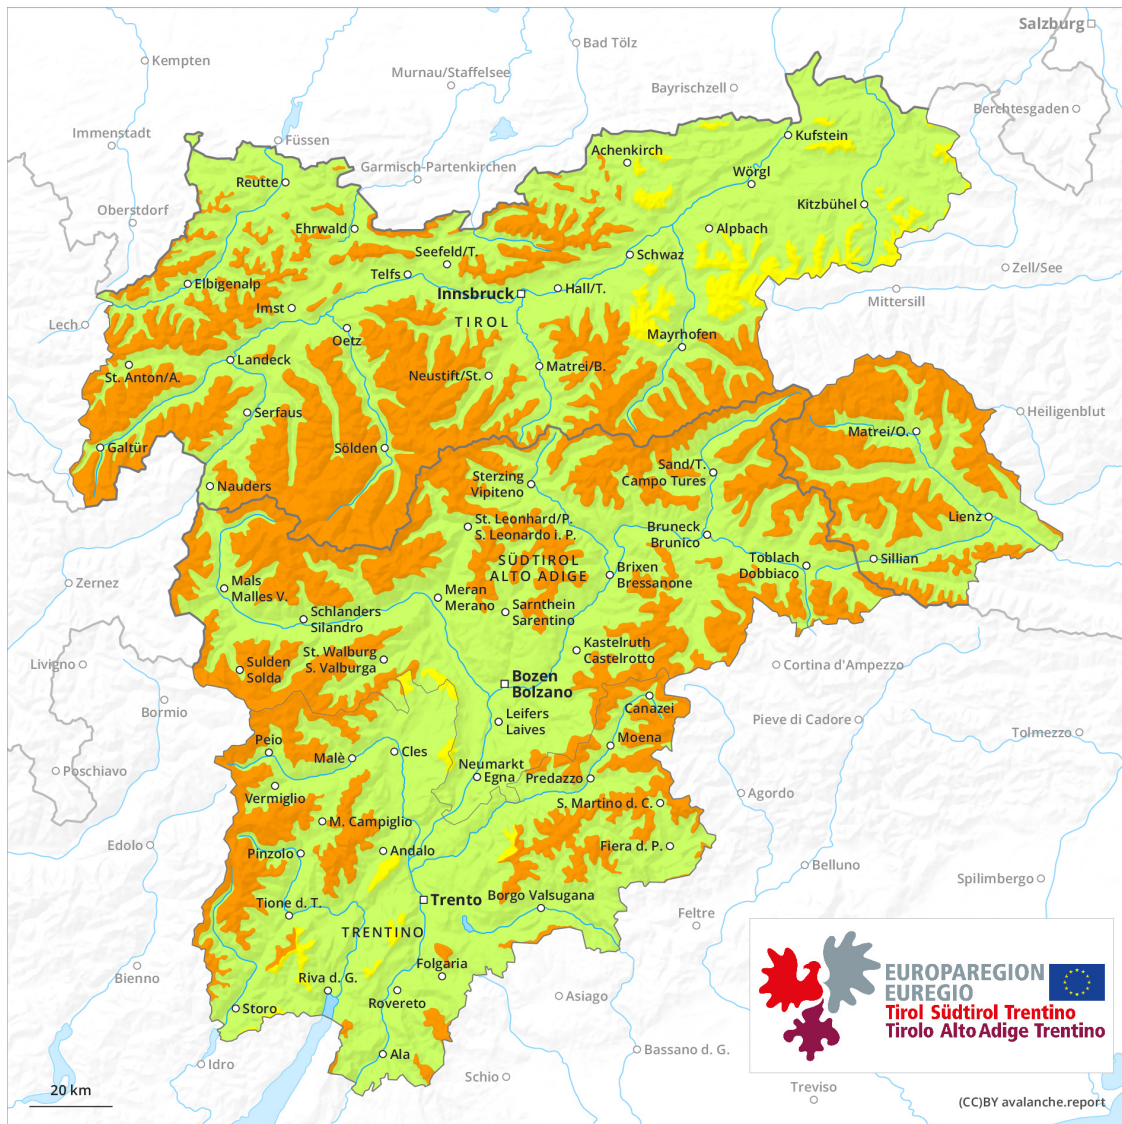 Salzburg
Bad Tölz
Kempten
Murnau/Staffelsee
Bayrischzell
Berchtesgaden
Immenstadt
Füssen
Kufstein
Achenkirch
Garmisch-Partenkirchen
Wörgl
Reutte
Kitzbühel
Oberstdorf
Ehrwald
Alpbach
Seefeld/T.
Schwaz
Telfs
Zell/See
Elbigenalp
Hall/T.
Innsbruck
Mittersill
Imst
TIROL
Lech
Mayrhofen
Oetz
Landeck
Matrei/B.
St. Anton/A.
Neustift/St.
Serfaus
Heiligenblut
Matrei/O.
Galtür
Sölden
Sand/T.
Campo Tures
Sterzing
Vipiteno
Nauders
St. Leonhard/P.
S. Leonardo i. P.
Lienz
Bruneck
Brunico
SÜDTIROL
ALTO ADIGE
Toblach
Dobbiaco
Sillian
Brixen
Bressanone
Zernez
Mals
Malles V.
Meran
Merano
Sarnthein
Sarentino
Schlanders
Silandro
Kastelruth
Castelrotto
St. Walburg
S. Valburga
Livigno
Sulden
Solda
Cortina d'Ampezzo
Bozen
Bolzano
Canazei
Bormio
Leifers
Laives
Pieve di Cadore
Tolmezzo
Moena
Peio
Cles
Malè
Neumarkt
Egna
Predazzo
Poschiavo
Vermiglio
Agordo
S. Martino d. C.
M. Campiglio
Edolo
Pinzolo
Andalo
Fiera d. P.
Belluno
Spilimbergo
Borgo Valsugana
Trento
Tione d. T.
Feltre
TRENTINO
Folgaria
Bienno
Riva d. G.
Rovereto
Asiago
Storo
EUROPAREGION
EUREGIO
Tirol Südtirol Trentino
Tirolo Alto Adige Trentino
Ala
Bassano d. G.
Idro
Schio
Treviso
20 km
(CC)BY avalanche.report